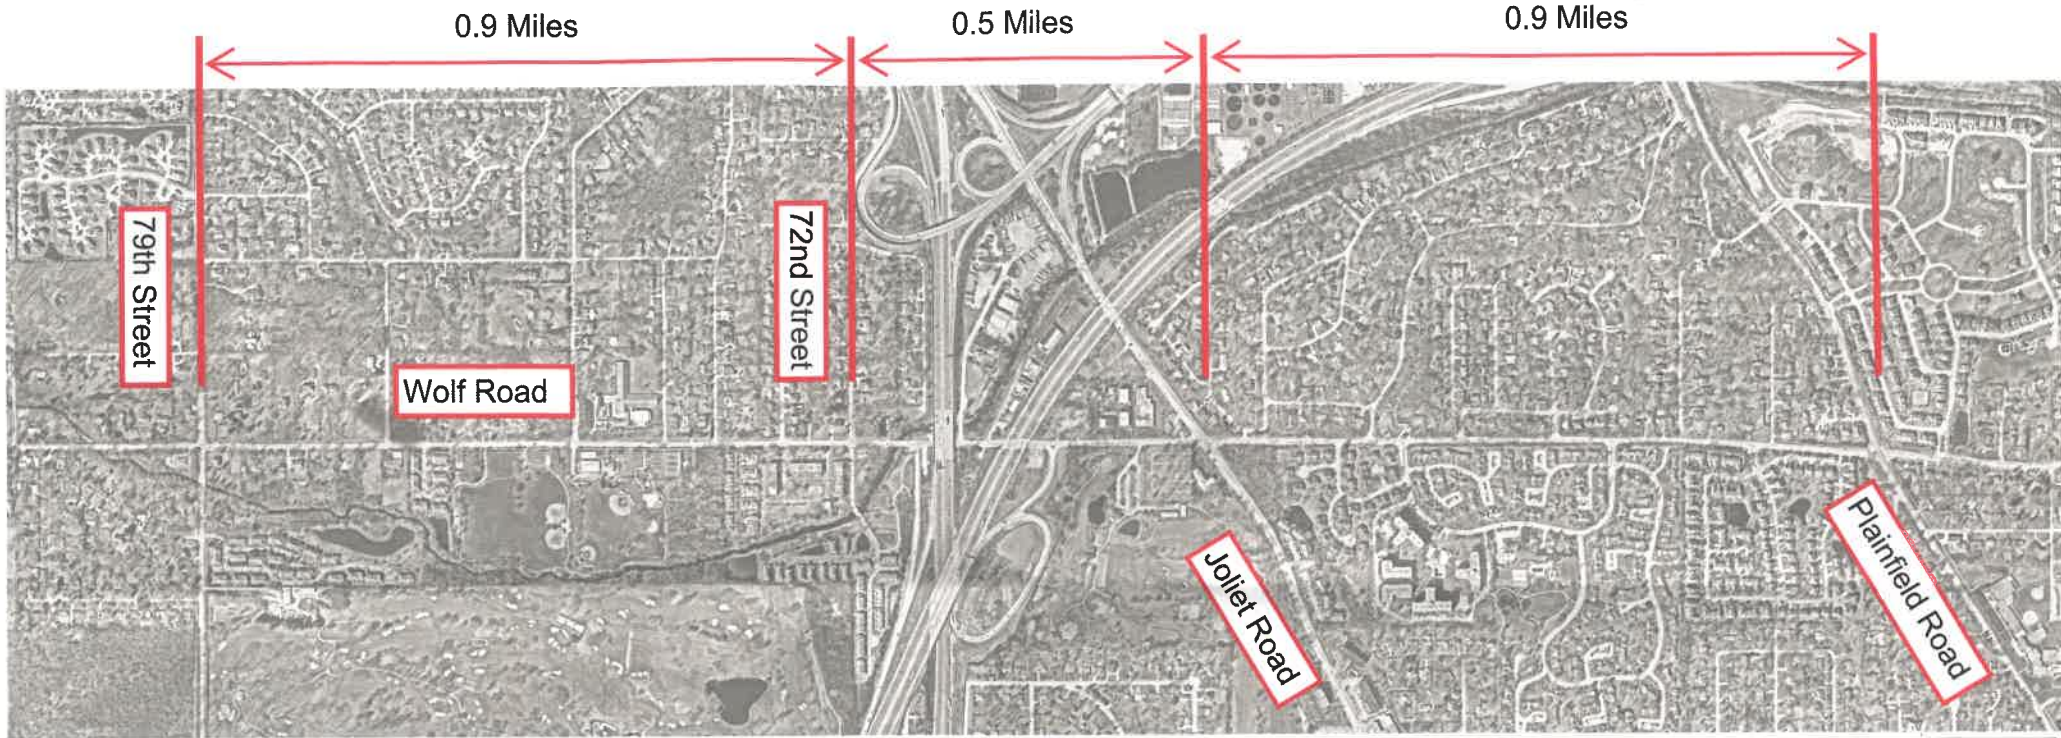 0.9 Miles
0.5 Miles
0.9 Miles
79th Street
72nd Street
Wolf Road
Joliet Road
Plainfield Road